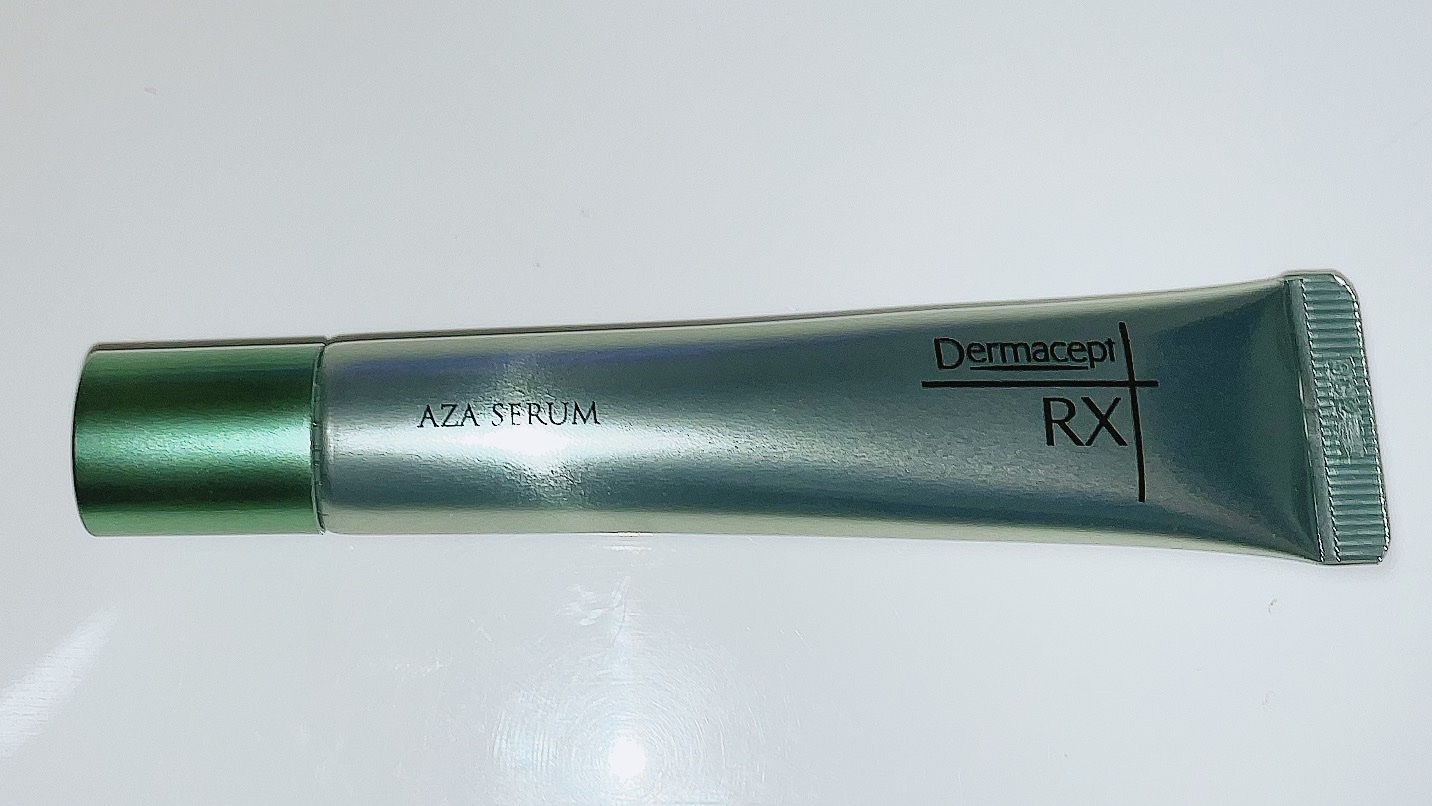 AZA SERUM
Dermacept
RX